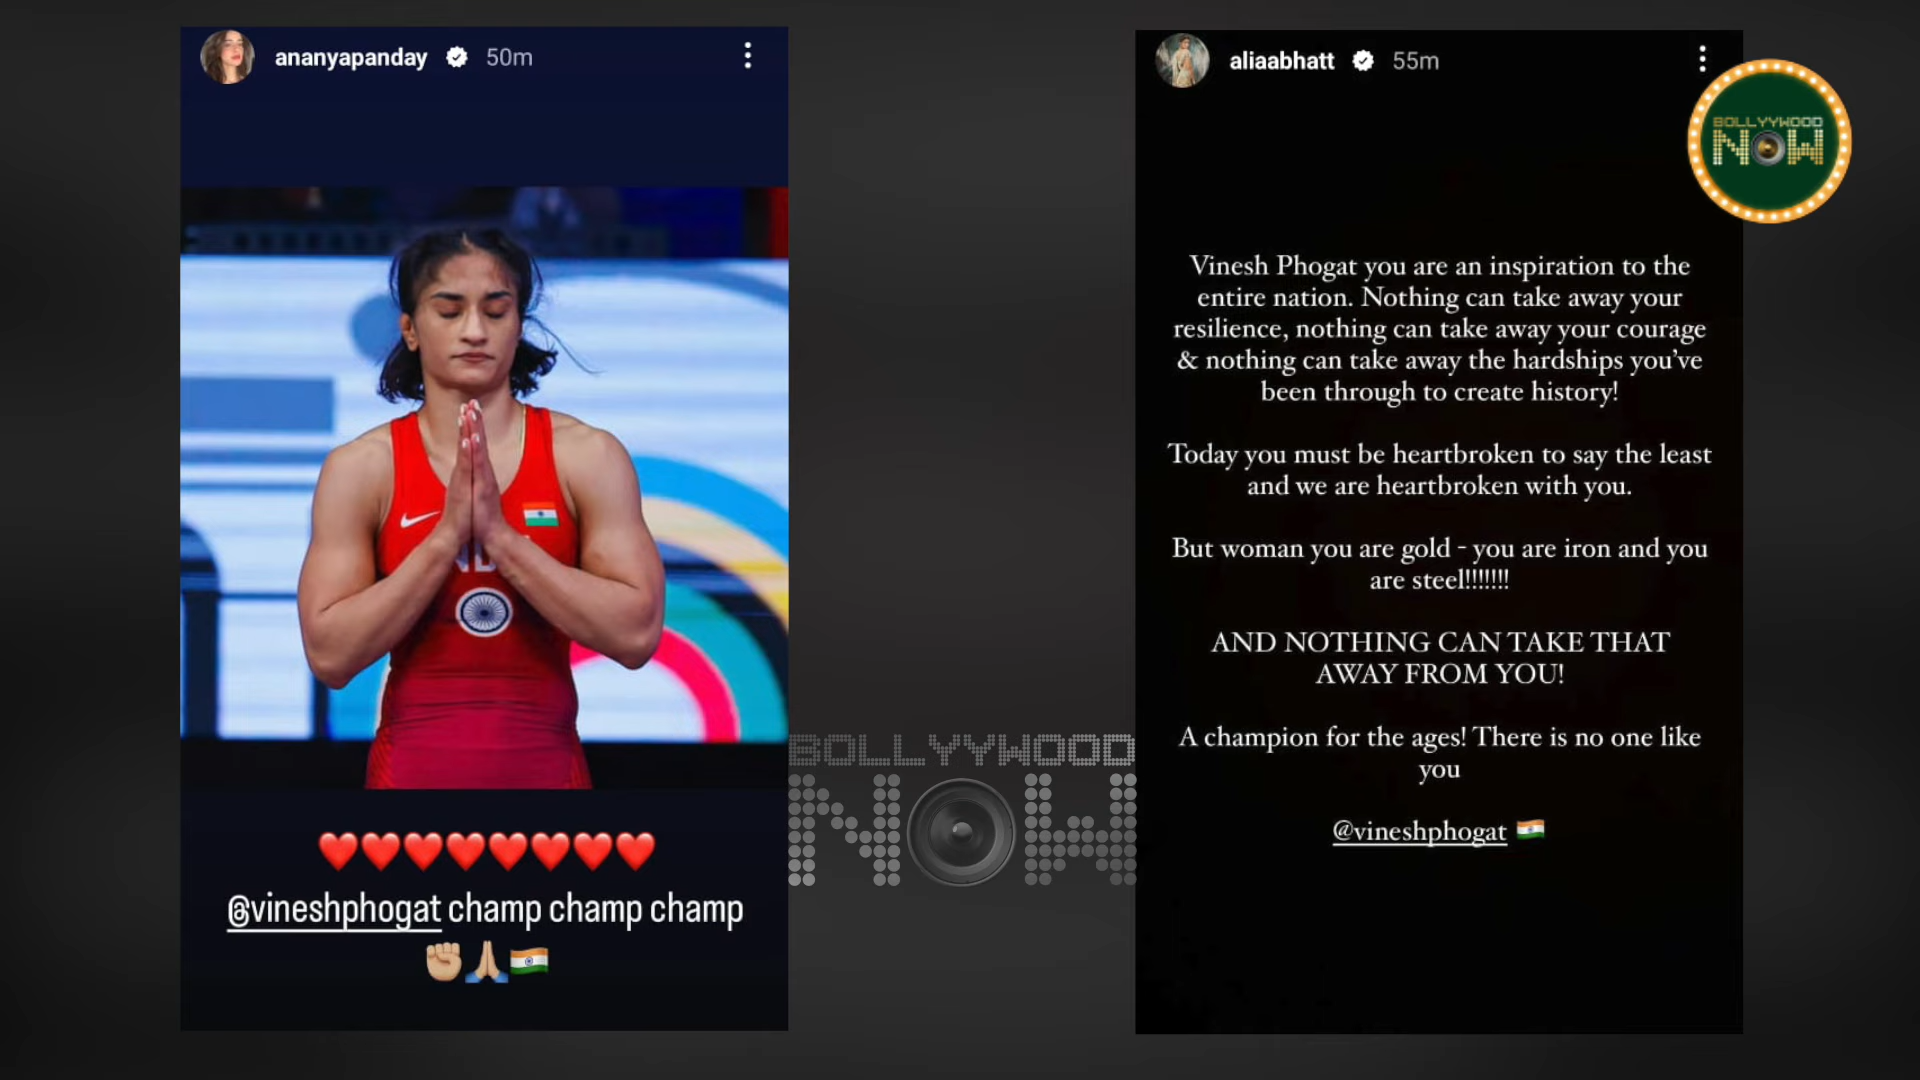 ananyapanday 50m
ND
@vineshphogat champ champ champ
aliaabhatt 55m
Vinesh Phogat you are an inspiration to the
entire nation. Nothing can take away your
resilience, nothing can take away your courage
& nothing can take away the hardships you’ve
been through to create history!
Today you must be heartbroken to say the least
and we are heartbroken with you.
But woman you are gold - you are iron and you
are steel!!!!!!!
AND NOTHING CAN TAKE THAT
AWAY FROM YOU!
A champion for the ages! There is no one like
you
@vineshphogat
BOLLYYWOOD
NOW
BOLLYYWOOD
NOW